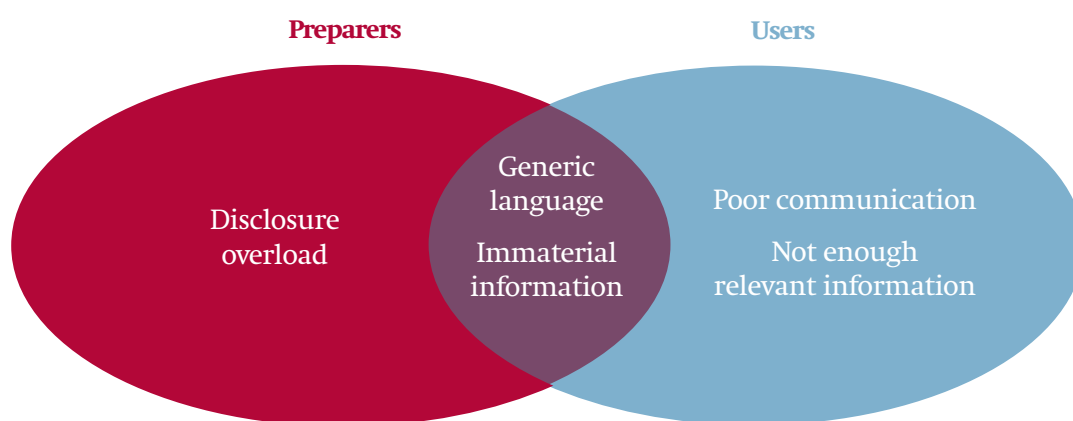 Preparers
Users
Disclosure
overload
Generic
language
Immaterial
information
Poor communication
Not enough
relevant information